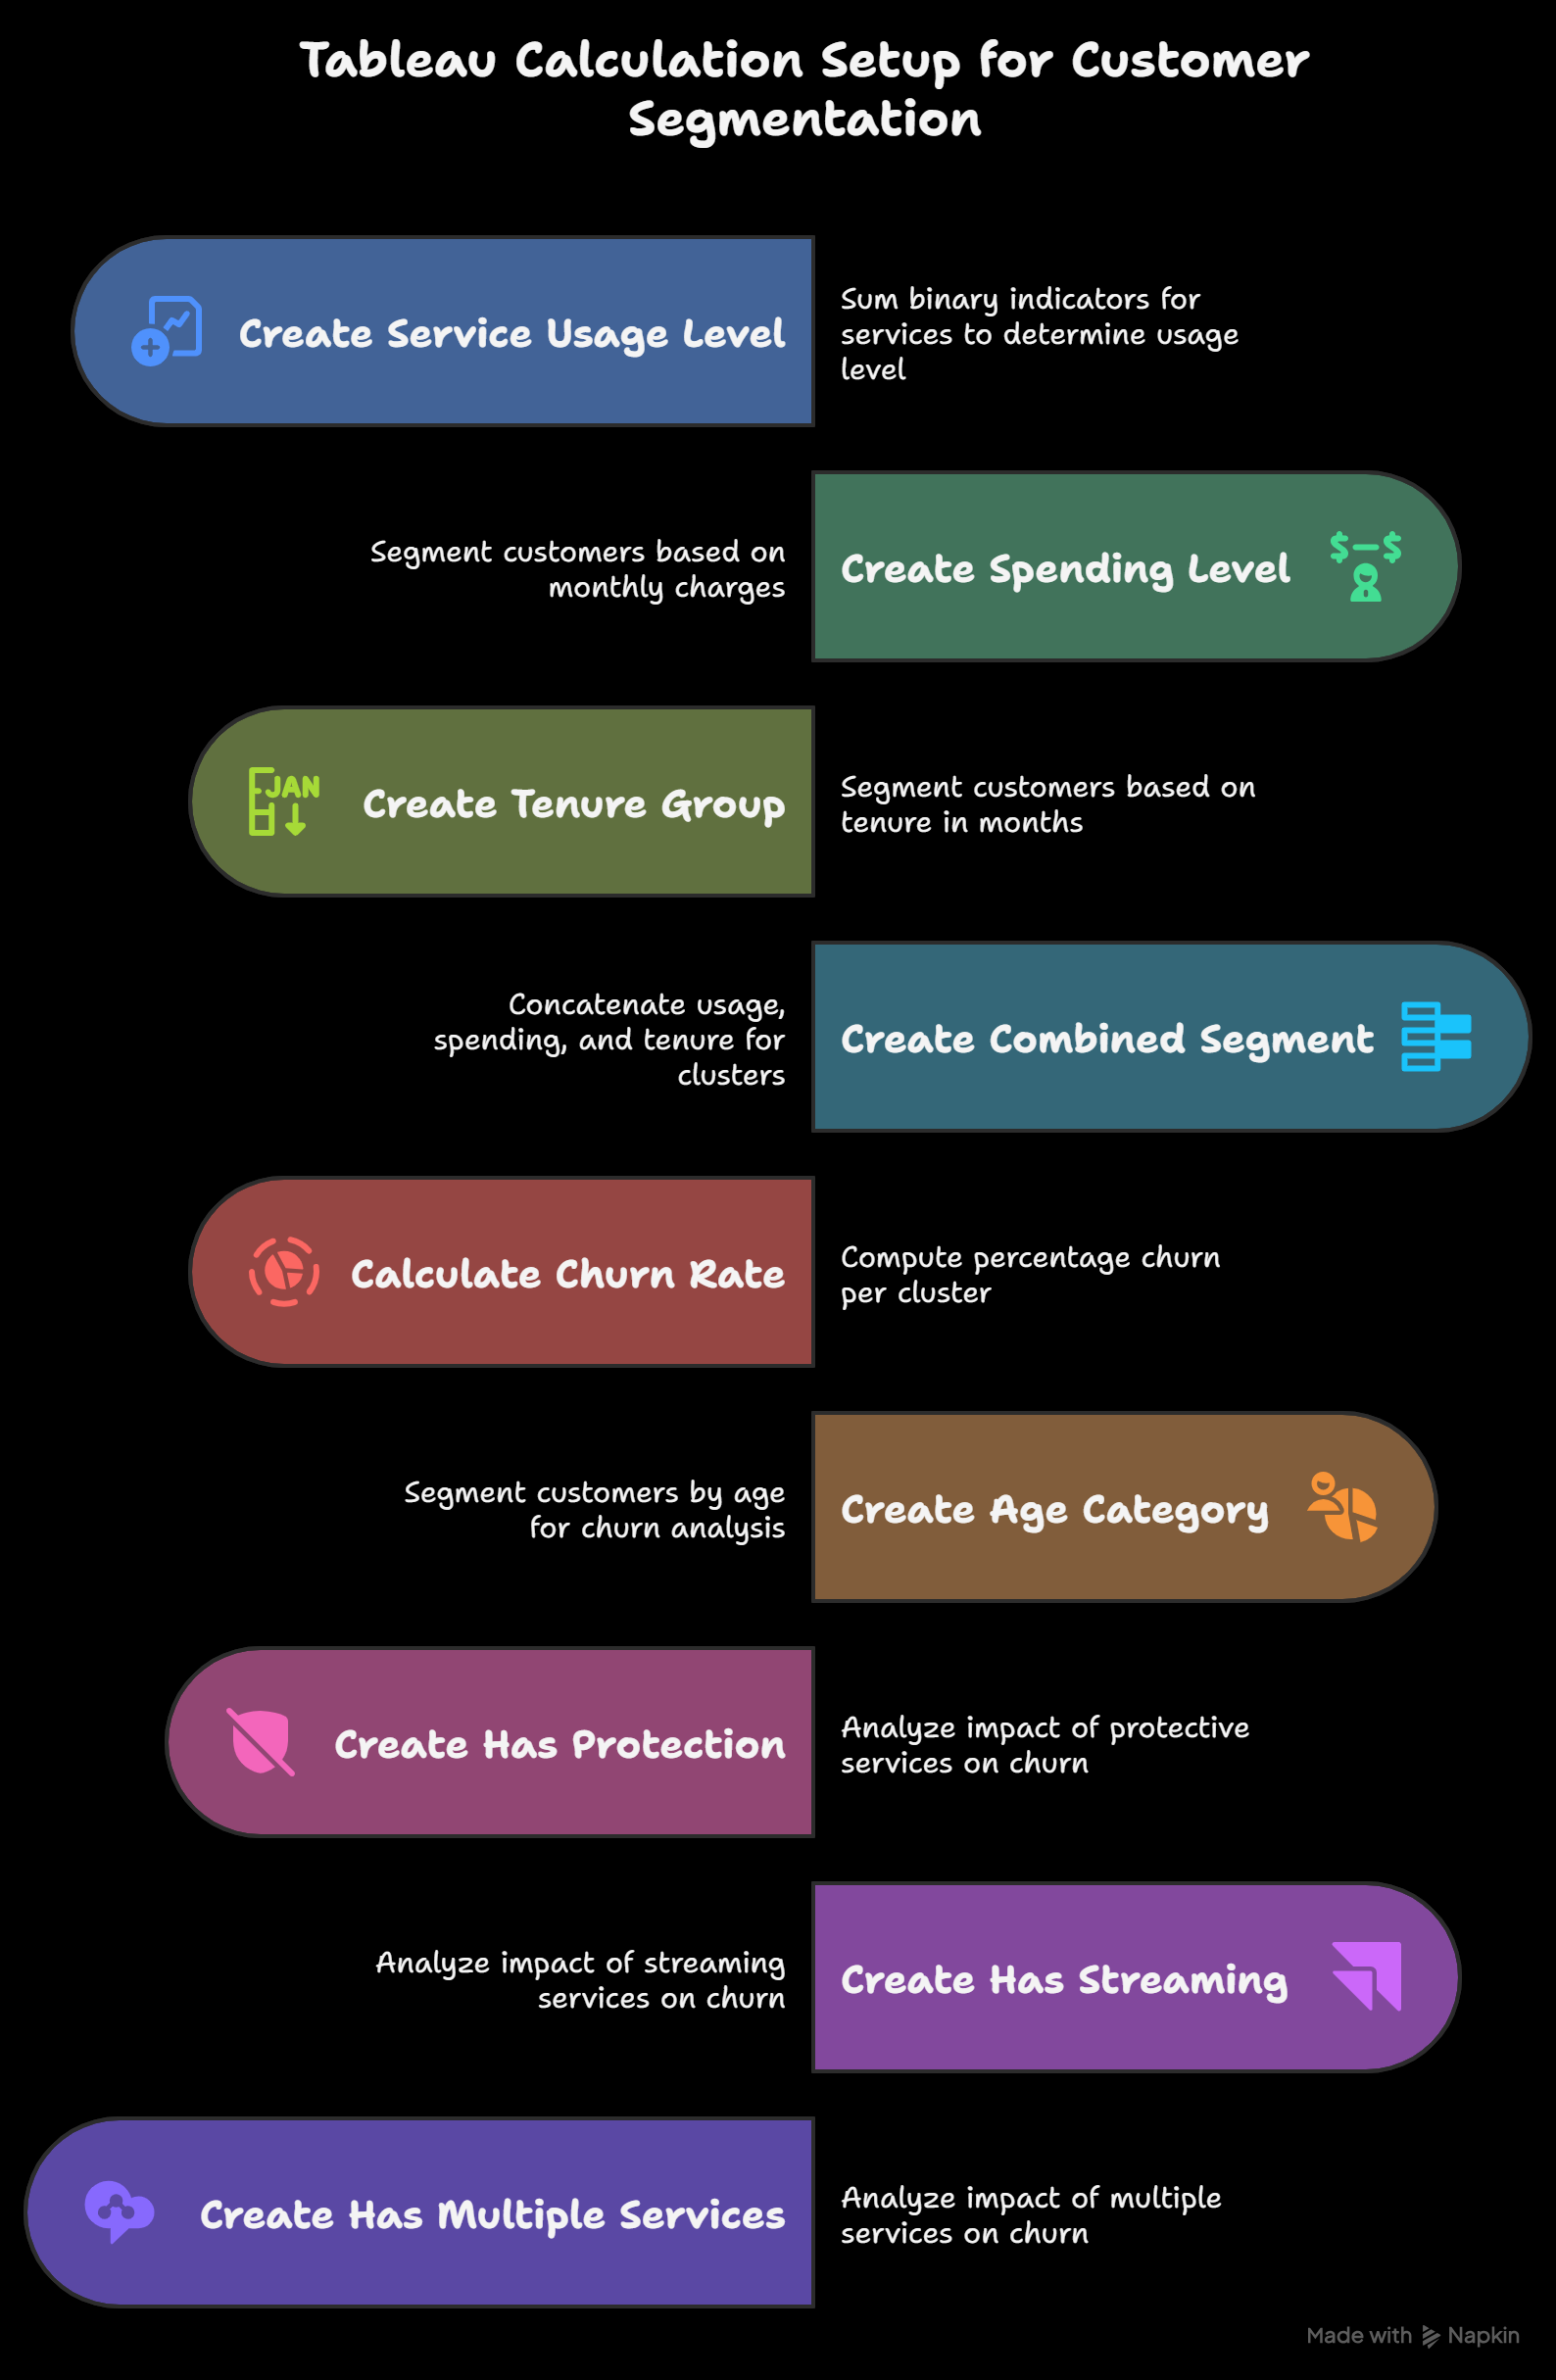 Tableau Calculation Setup for Customer
Segmentation
Create Service Usage Level
Sum binary indicators for
services to determine usage
level
Segment customers based on
monthly charges
Create Spending Level
$-$
JAN
Create Tenure Group
Segment customers based on
tenure in months
Concatenate usage,
spending, and tenure for
clusters
Create Combined Segment
Calculate Churn Rate
Compute percentage churn
per cluster
Segment customers by age
for churn analysis
Create Age Category
Create Has Protection
Analyze impact of protective
services on churn
Analyze impact of streaming
services on churn
Create Has Streaming
Create Has Multiple Services
Analyze impact of multiple
services on churn
Made with Napkin